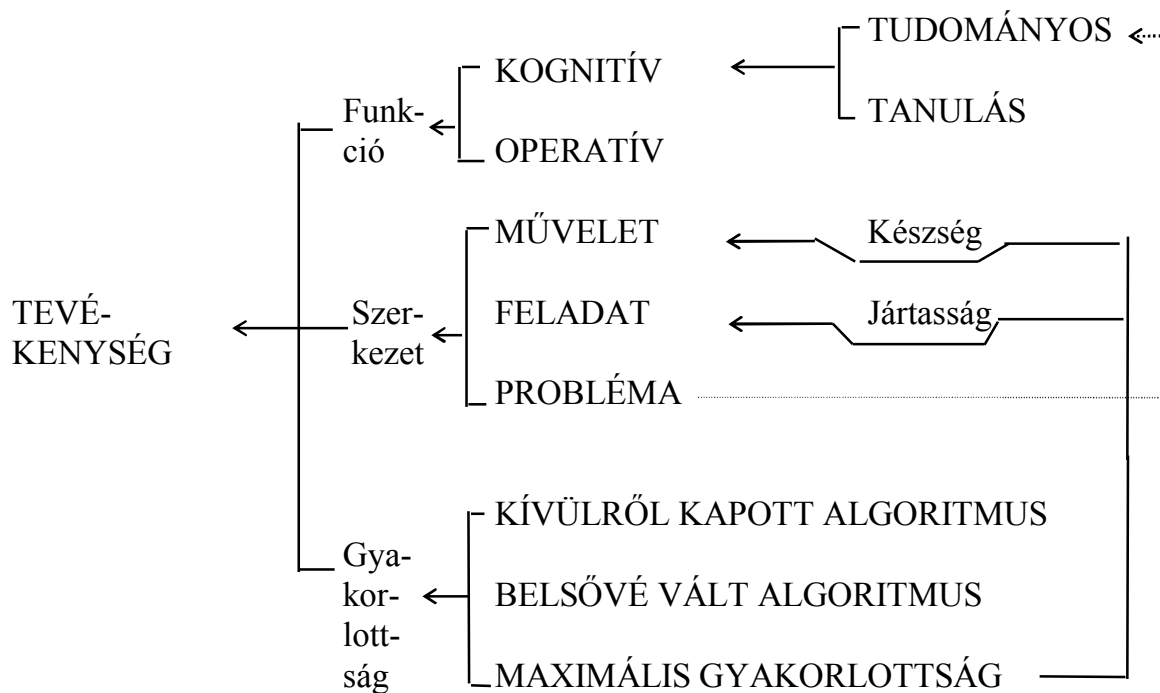 TUDOMÁNYOS
KOGNITÍV
TANULÁS
Funk-
ció
OPERATÍV
MŰVELET
Készség
TEVÉ-
KENYSÉG
Szer-
kezet
FELADAT
Jártasság
PROBLÉMA
KÍVÜLRŐL KAPOTT ALGORITMUS
Gya-
kor-
lott-
ság
BELSŐVÉ VÁLT ALGORITMUS
MAXIMÁLIS GYAKORLOTTSÁG